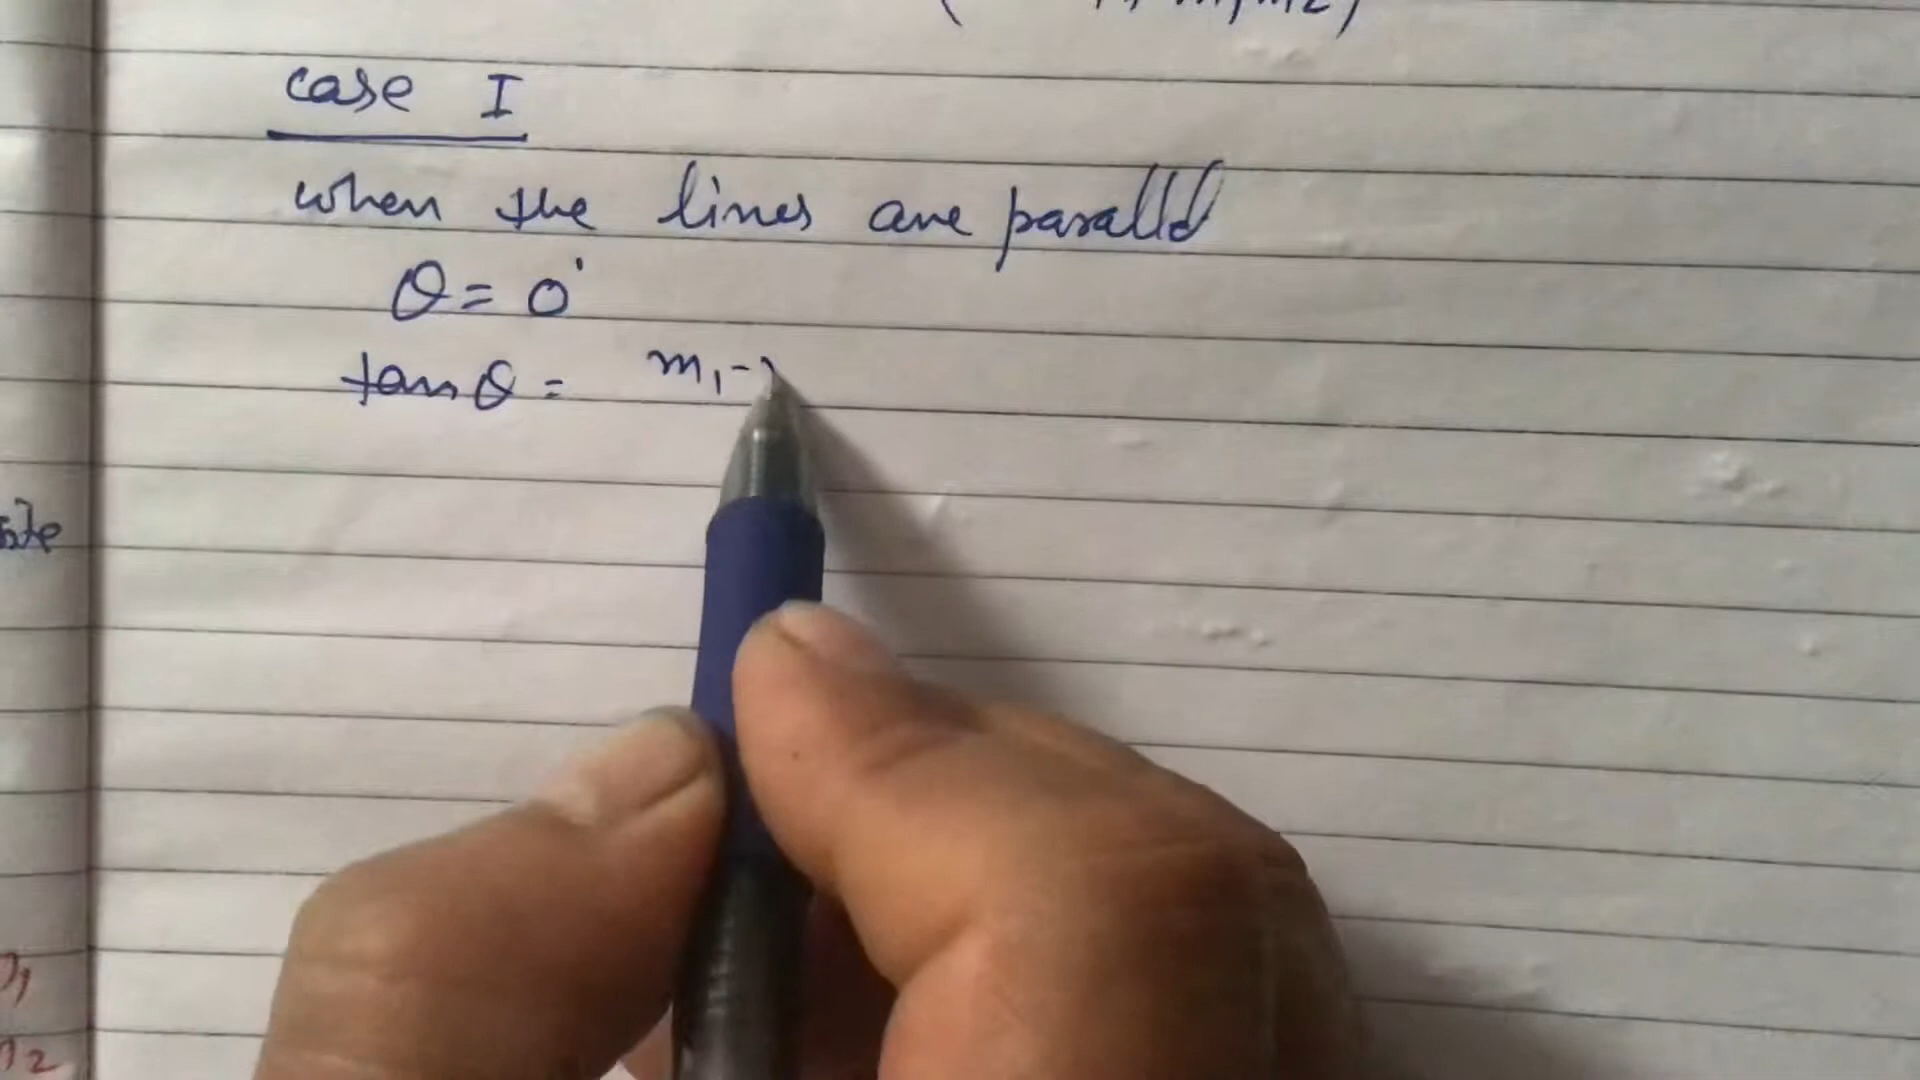 case I
when the lines are parallel
θ = 0°
tan θ = m₁ -